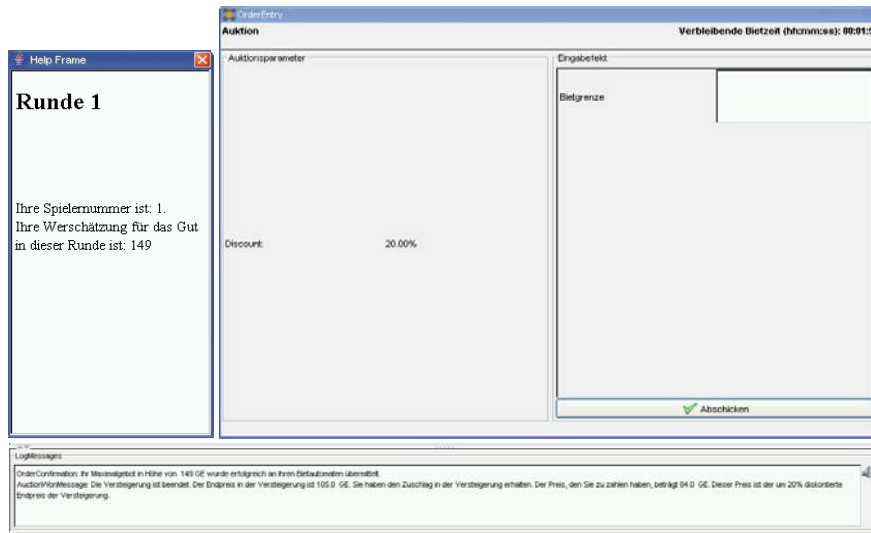 OrderEntry
Auktion
Verbleibende Bietzeit (hh:mm:ss): 00:01:5
Help Frame
Runde 1
Ihre Spielernummer ist: 1.
Ihre Werschätzung für das Gut
in dieser Runde ist: 149
Auktionsparameter
Discount:
20.00%
Eingabefeld:
Bietgrenze
Abschicken
LogMessages
OrderConfirmation: Ihr Maximalgebot in Höhe von 149 GE wurde erfolgreich an Ihren Bietautomaten übermittelt.
AuctionWonMessage: Die Versteigerung ist beendet. Der Endpreis in der Versteigerung ist 105.0 GE. Sie haben den Zuschlag in der Versteigerung erhalten. Der Preis, den Sie zu zahlen haben, beträgt 84.0 GE. Dieser Preis ist der um 20% diskontierte
Endpreis der Versteigerung.